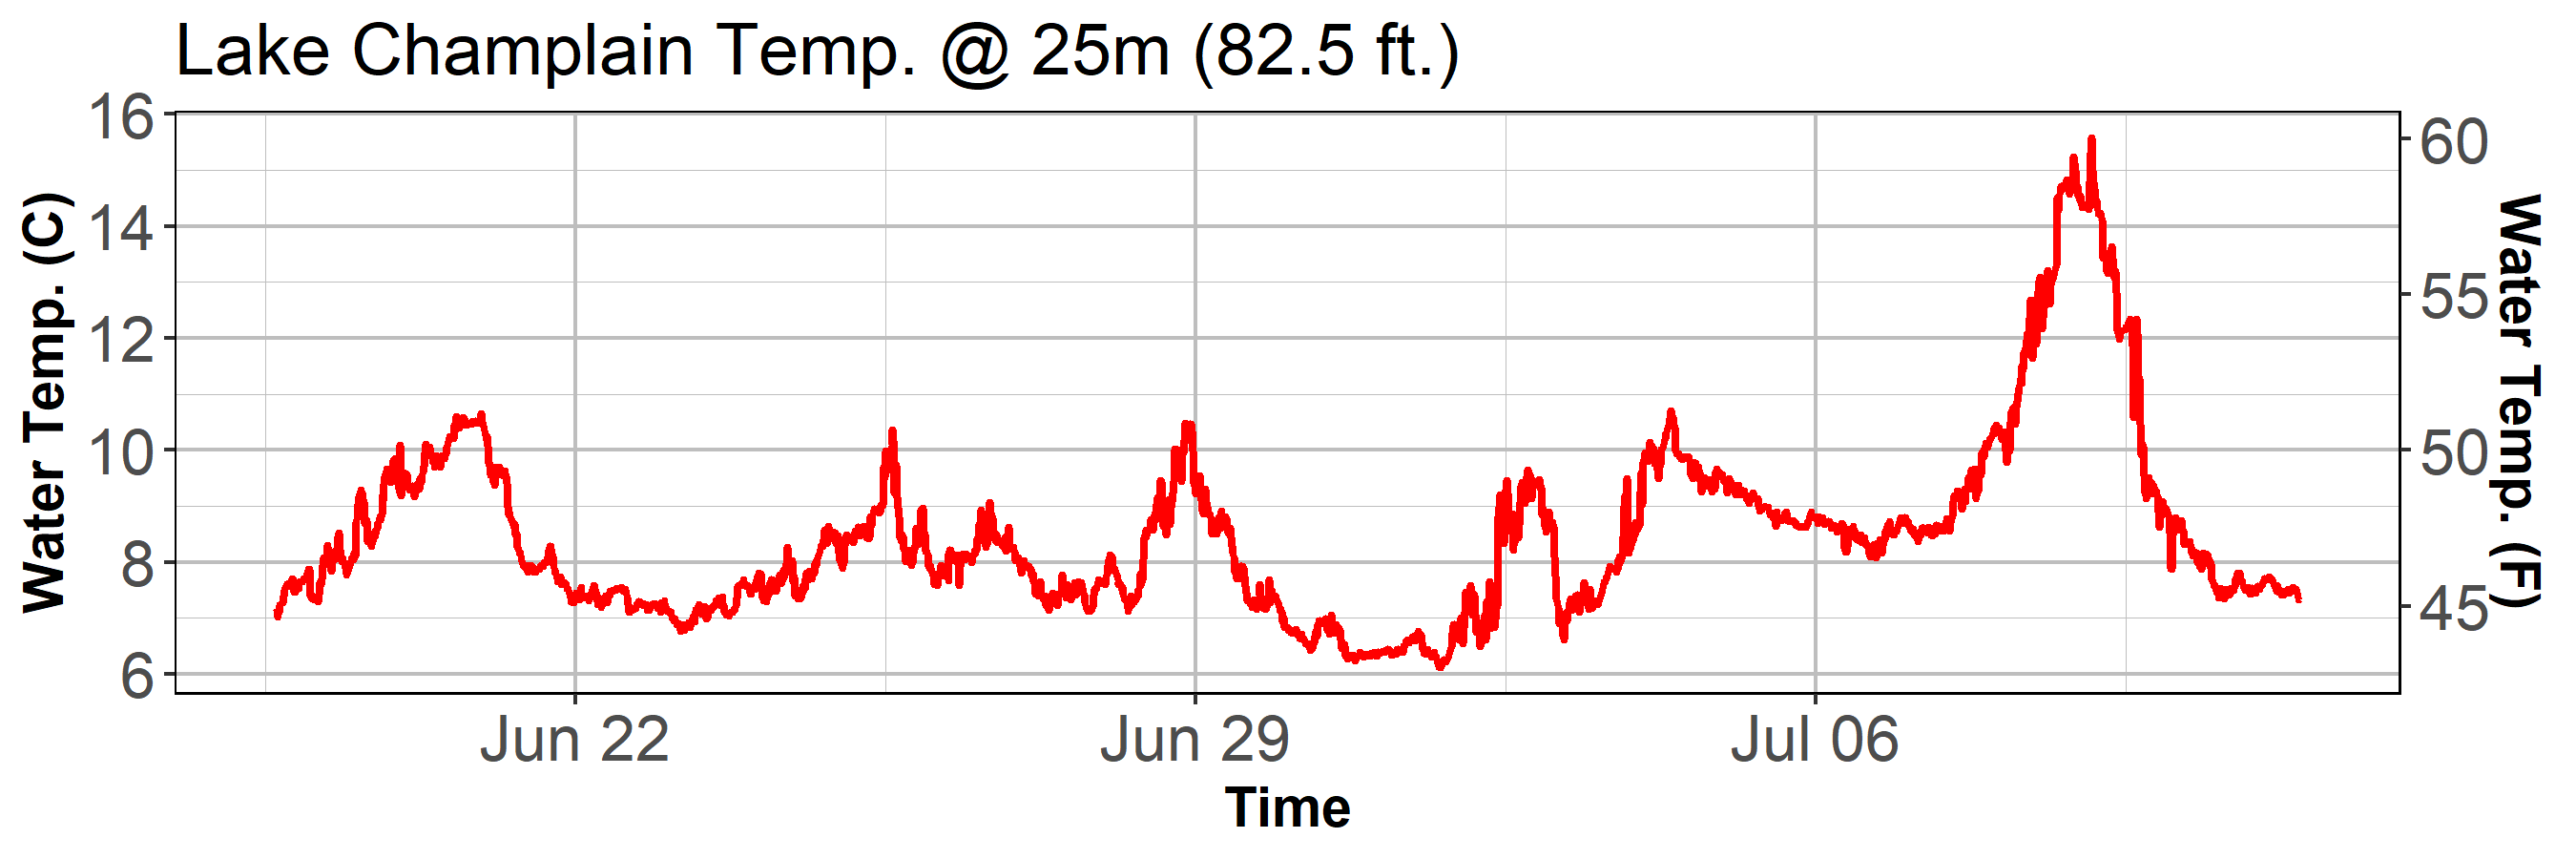 Lake Champlain Temp. @ 25m (82.5 ft.)
Water Temp. (C)
16
14
12
10
8
6
60
55
50
45
Water Temp. (F)
Jun 22
Jun 29
Jul 06
Time